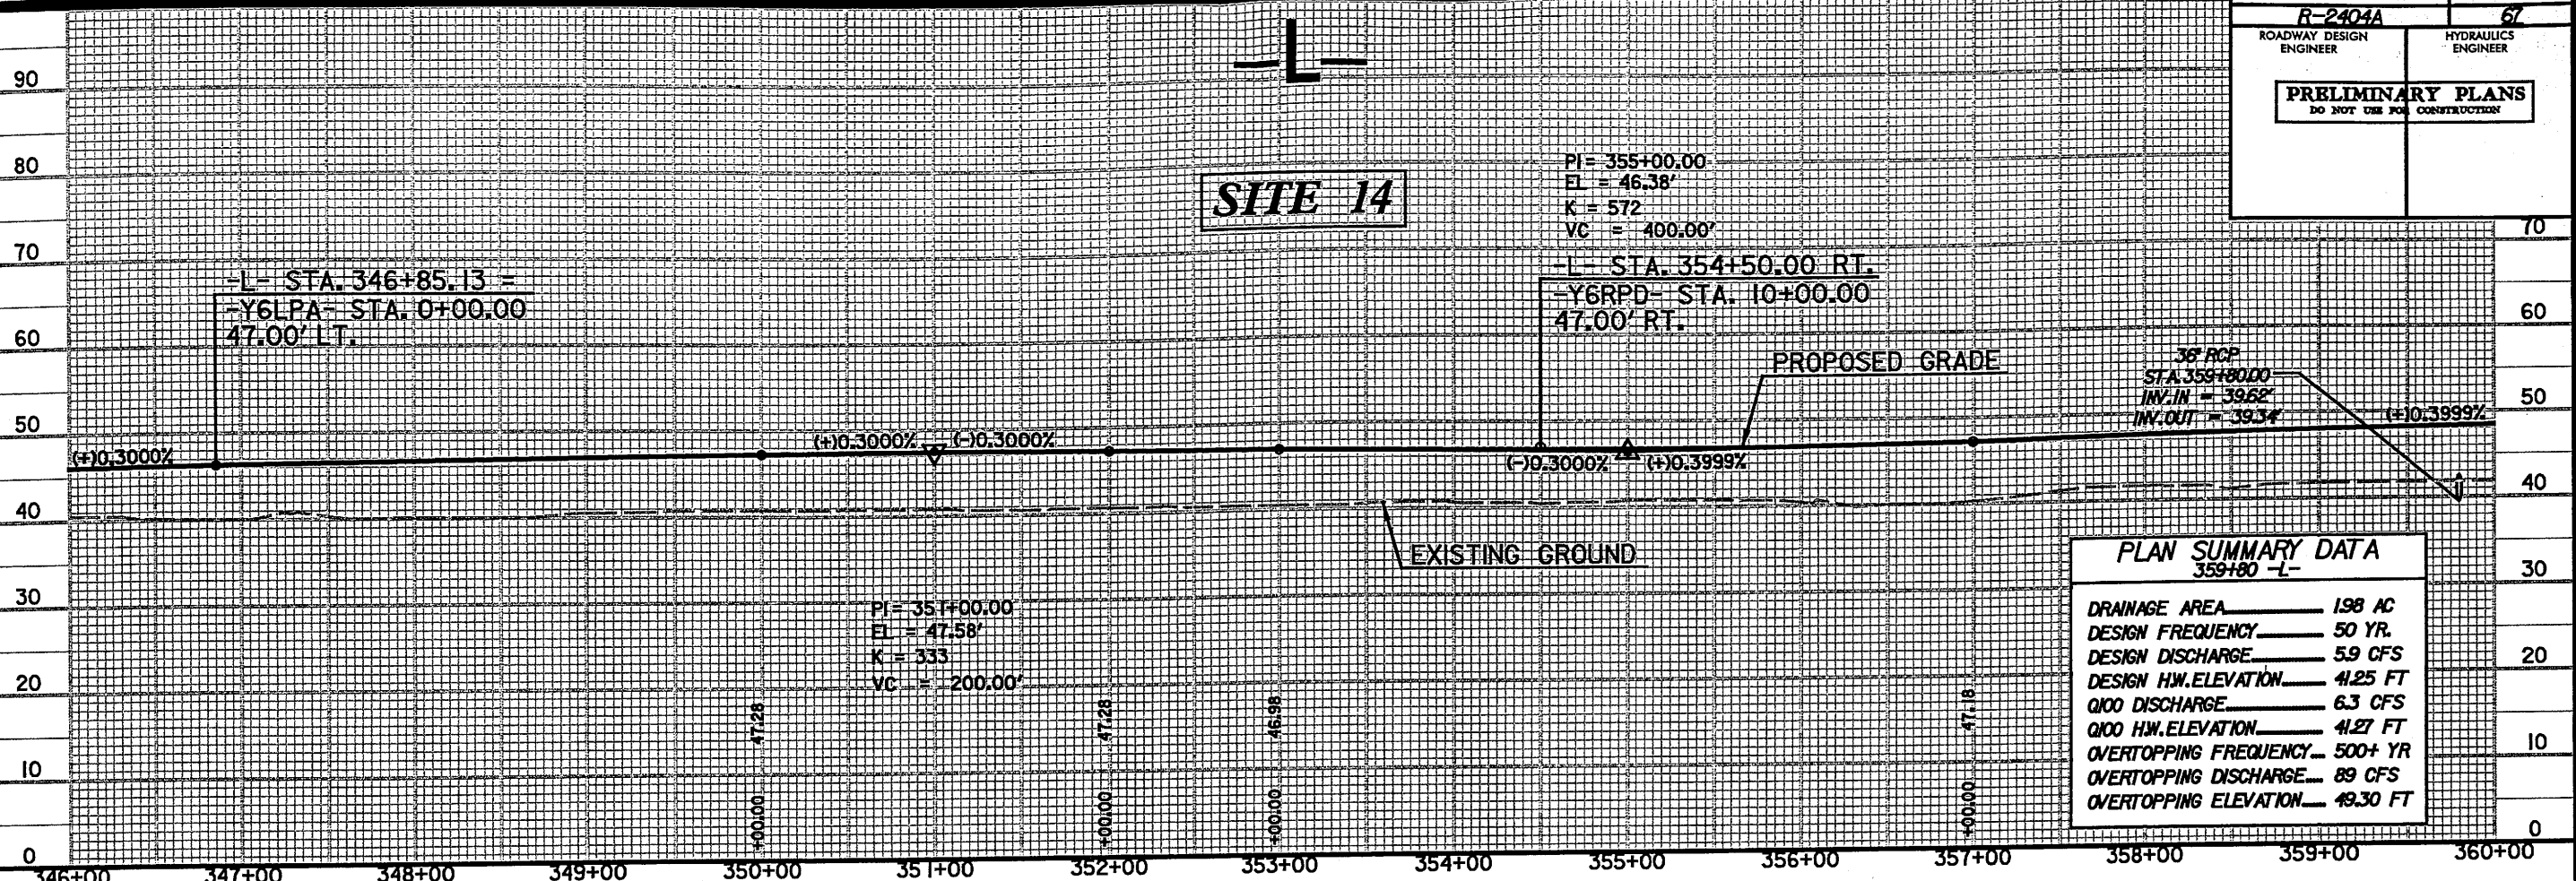 R-2404A 67
ROADWAY DESIGN ENGINEER
HYDRAULICS ENGINEER
PRELIMINARY PLANS
DO NOT USE FOR CONSTRUCTION
-L-
SITE 14
PI = 355+00.00
EL = 46.38'
K = 572
VC = 400.00'
-L- STA. 346+85.13 =
-Y6LPA- STA. 0+00.00
47.00' LT.
-L- STA. 354+50.00 RT.
-Y6RPD- STA. 10+00.00
47.00' RT.
PROPOSED GRADE
36" RCP
STA.359+80.00
INV.IN = 39.62'
INV.OUT = 39.34'
(+)0.3000%
(+)0.3000%
(-)0.3000%
(-)0.3000%
(+)0.3999%
(+)0.3999%
EXISTING GROUND
PI = 351+00.00
EL = 47.58'
K = 333
VC = 200.00'
+00.00 47.28
+00.00 47.28
+00.00 46.98
+00.00 47.18
PLAN SUMMARY DATA
359+80 -L-
DRAINAGE AREA 1.98 AC
DESIGN FREQUENCY 50 YR.
DESIGN DISCHARGE 5.9 CFS
DESIGN H.W. ELEVATION 41.25 FT
Q100 DISCHARGE 6.3 CFS
Q100 H.W. ELEVATION 41.27 FT
OVERTOPPING FREQUENCY 500+ YR
OVERTOPPING DISCHARGE 89 CFS
OVERTOPPING ELEVATION 49.30 FT
90
80
70
60
50
40
30
20
10
0
70
60
50
40
30
20
10
0
346+00 347+00 348+00 349+00 350+00 351+00 352+00 353+00 354+00 355+00 356+00 357+00 358+00 359+00 360+00